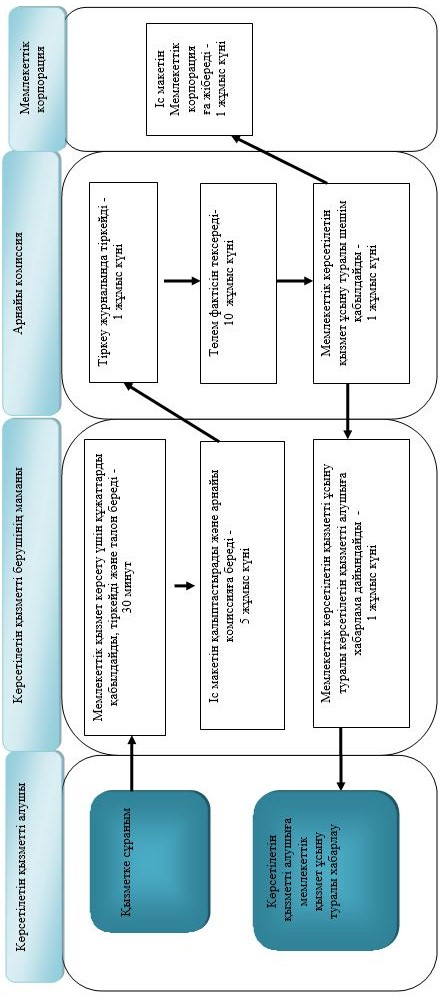 Көрсетілетін қызметті алушы
Көрсетілетін қызметті берушінің маманы
Арнайы комиссия
Мемлекеттік
корпорация
Қызметке сұраным
Мемлекеттік қызмет көрсету үшін құжаттарды
қабылдайды, тіркейді және талон береді -
30 минут
Іс макетін қалыптастырады және арнайы
комиссияға береді -
5 жұмыс күні
Тіркеу журналында тіркейді -
1 жұмыс күні
Төлем фактісін тексереді-
10 жұмыс күні
Мемлекеттік көрсетілетін
қызмет ұсыну туралы шешім
қабылдайды -
1 жұмыс күні
Іс макетін
Мемлекеттік
корпорация
ға жібереді -
1 жұмыс күні
Мемлекеттік көрсетілетін қызметті ұсыну
туралы көрсетілетін қызметті алушыға
хабарлама дайындайды -
1 жұмыс күні
Көрсетілетін
қызметті алушыға
мемлекеттік
қызмет ұсыну
туралы хабарлау